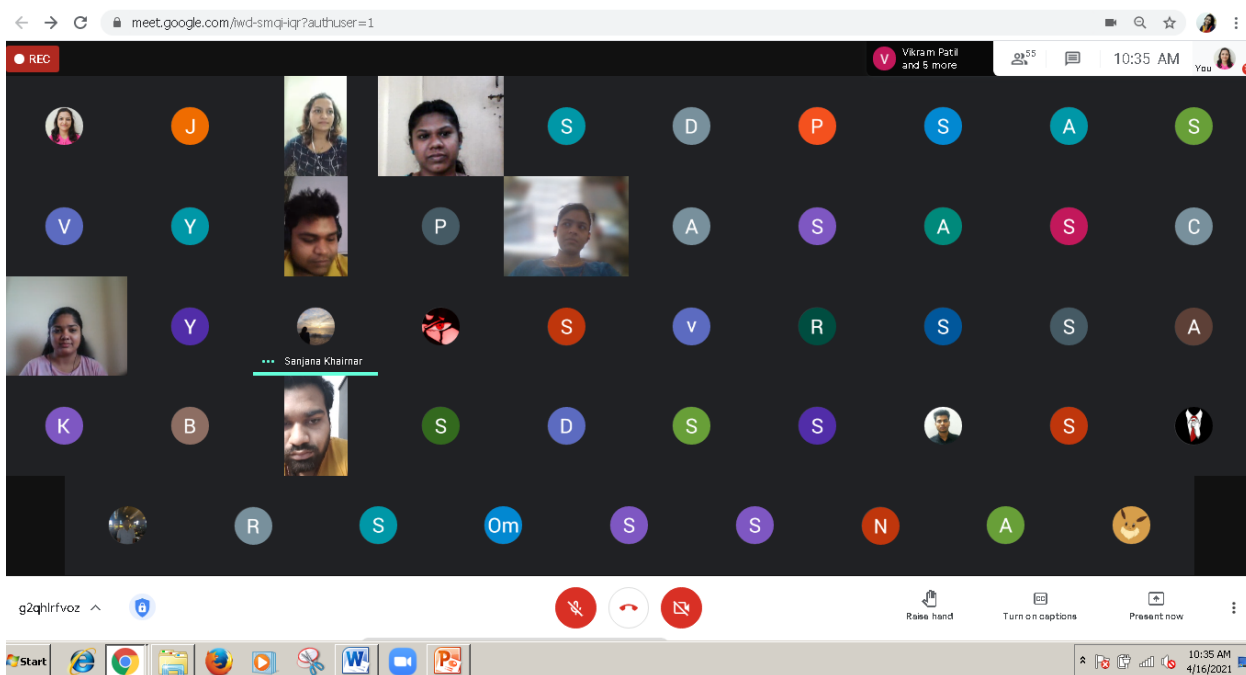 meet.google.com/iwd-smqi-iqr?authuser=1
REC
V
Vikram Patil
and 5 more
55
10:35 AM
You
J
S
D
P
S
A
S
V
Y
P
A
S
A
S
C
Y
S
v
R
S
S
A
Sanjana Khairnar
K
B
S
D
S
S
S
R
S
Om
S
S
N
A
g2qhlrfvoz
Raise hand
CC
Turn on captions
Present now
Start
W
P
10:35 AM
4/16/2021